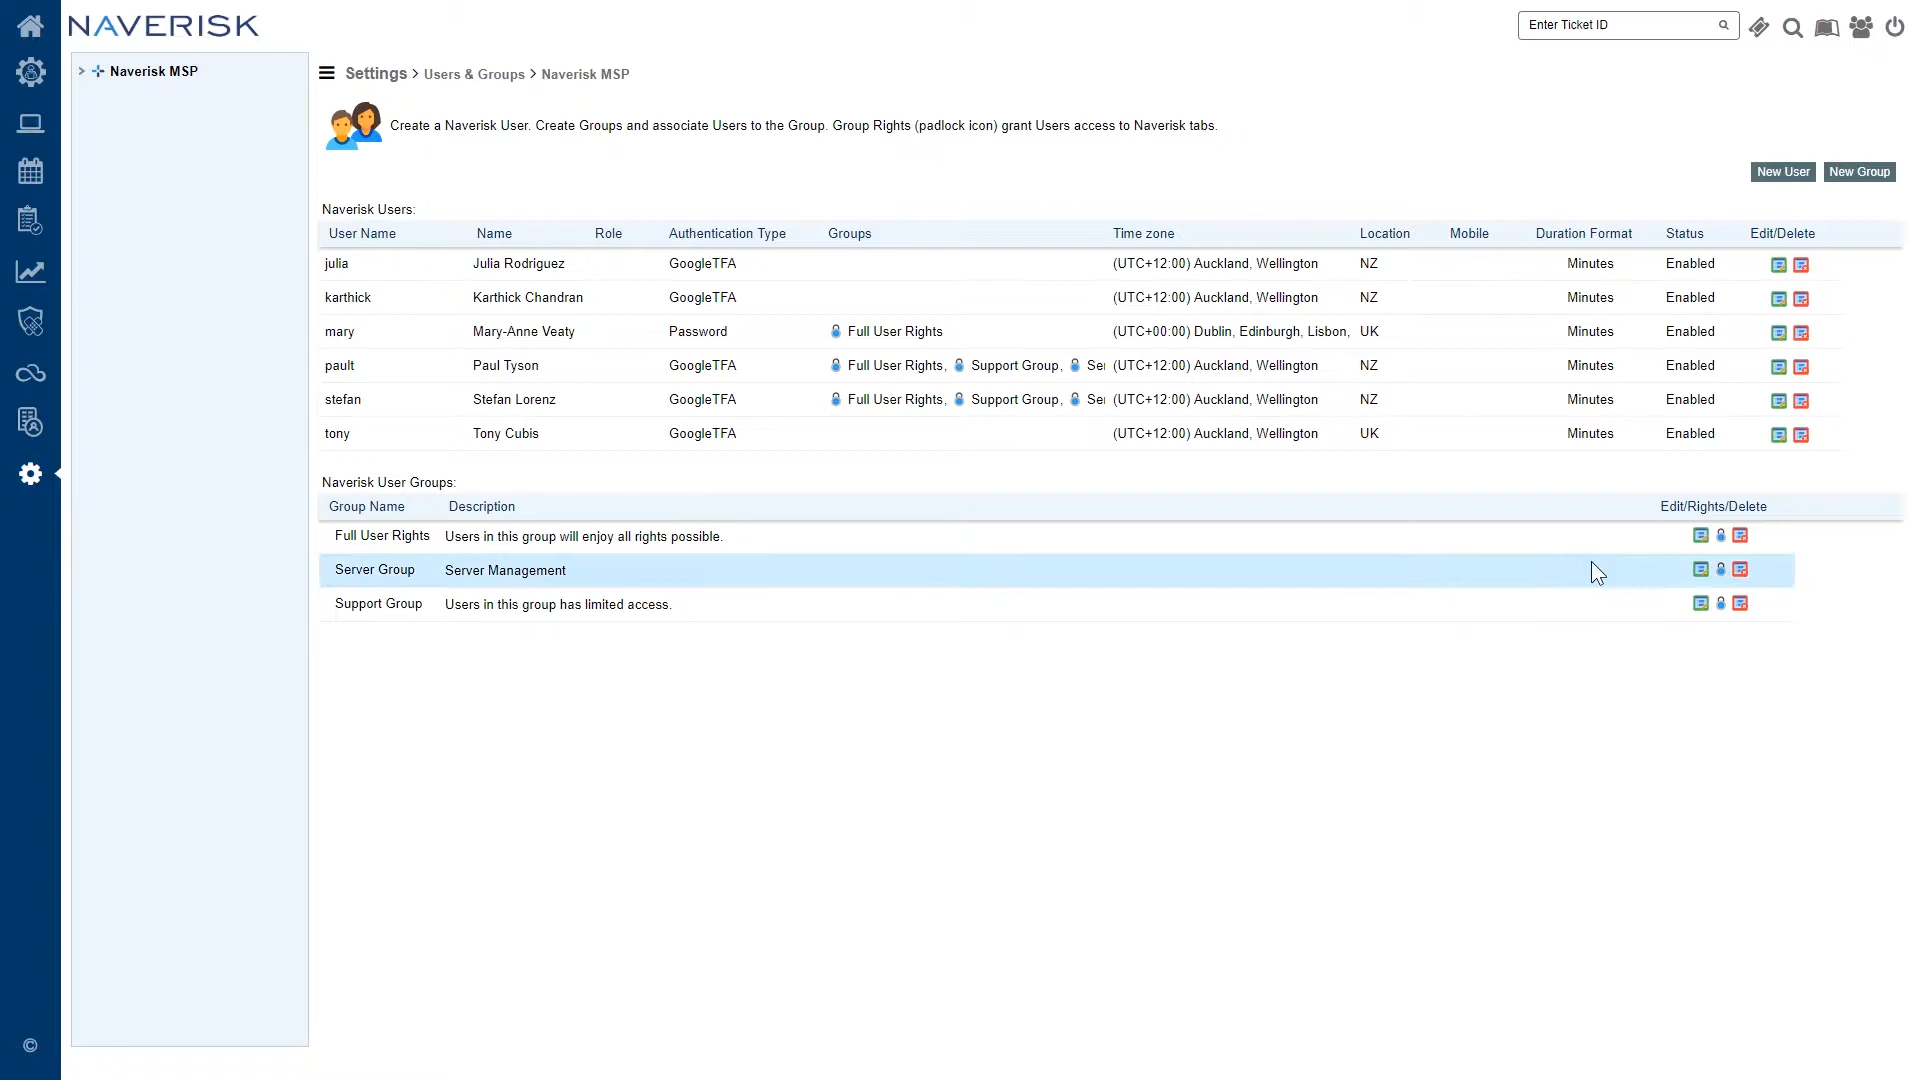 NAVERISK
Enter Ticket ID
Naverisk MSP
Settings > Users & Groups > Naverisk MSP
Create a Naverisk User. Create Groups and associate Users to the Group. Group Rights (padlock icon) grant Users access to Naverisk tabs.
New User New Group
Naverisk Users:
User Name Name Role Authentication Type Groups Time zone Location Mobile Duration Format Status Edit/Delete
julia Julia Rodriguez GoogleTFA (UTC+12:00) Auckland, Wellington NZ Minutes Enabled
karthick Karthick Chandran GoogleTFA (UTC+12:00) Auckland, Wellington NZ Minutes Enabled
mary Mary-Anne Veaty Password Full User Rights (UTC+00:00) Dublin, Edinburgh, Lisbon, UK Minutes Enabled
pault Paul Tyson GoogleTFA Full User Rights, Support Group, Ser (UTC+12:00) Auckland, Wellington NZ Minutes Enabled
stefan Stefan Lorenz GoogleTFA Full User Rights, Support Group, Ser (UTC+12:00) Auckland, Wellington NZ Minutes Enabled
tony Tony Cubis GoogleTFA (UTC+12:00) Auckland, Wellington UK Minutes Enabled
Naverisk User Groups:
Group Name Description Edit/Rights/Delete
Full User Rights Users in this group will enjoy all rights possible.
Server Group Server Management
Support Group Users in this group has limited access.
©